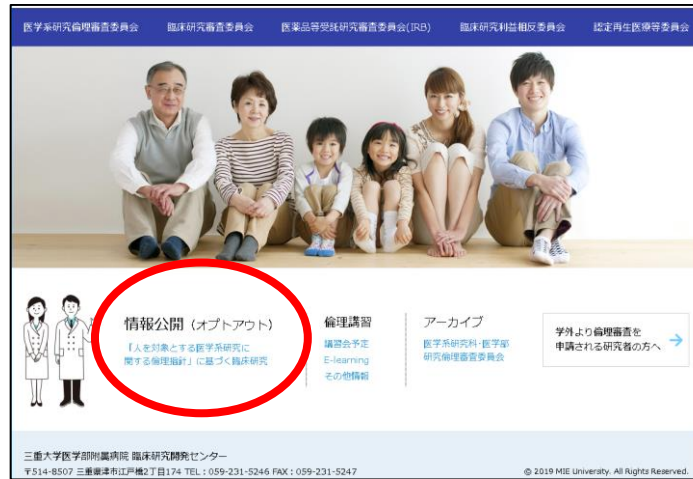 医学系研究倫理審査委員会
臨床研究審査委員会
医薬品等受託研究審査委員会(IRB)
臨床研究利益相反委員会
認定再生医療等委員会
情報公開（オプトアウト）
「人を対象とする医学系研究に
関する倫理指針」に基づく臨床研究
倫理講習
講習会予定
E-learning
その他情報
アーカイブ
医学系研究科・医学部
研究倫理審査委員会
学外より倫理審査を
申請される研究者の方へ
三重大学医学部附属病院 臨床研究開発センター
〒514-8507 三重県津市江戸橋2丁目174 TEL：059-231-5246 FAX：059-231-5247
© 2019 MIE University. All Rights Reserved.